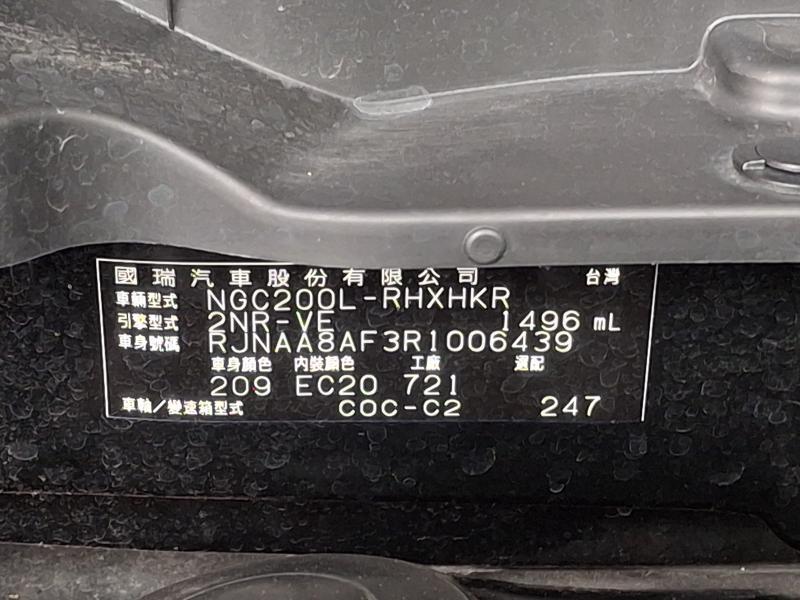 國瑞汽車股份有限公司 台灣
車輛型式 NGC200L-RHXHKR
引擎型式 2NR-VE 1496 mL
車身號碼 RJNAA8AF3R1006439
車身顏色 內裝顏色 工廠 選配
209 EC20 721
車軸/變速箱型式 C0C-C2 247